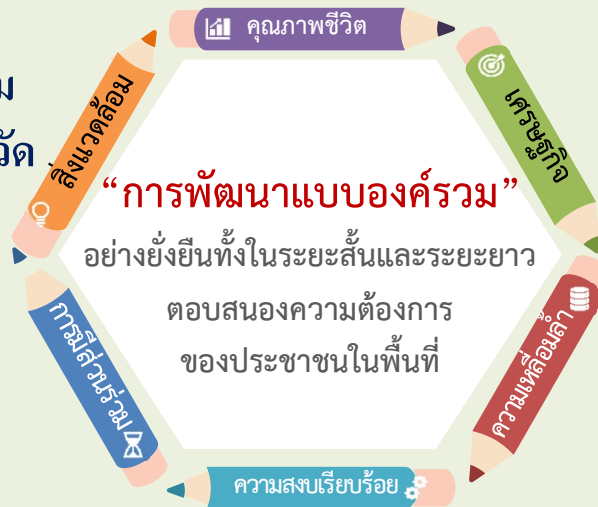 คุณภาพชีวิต
สิ่งแวดล้อม
เศรษฐกิจ
“การพัฒนาแบบองค์รวม”
อย่างยั่งยืนทั้งในระยะสั้นและระยะยาว
ตอบสนองความต้องการ
ของประชาชนในพื้นที่
การมีส่วนร่วม
ความเหลื่อมล้ำ
ความสงบเรียบร้อย